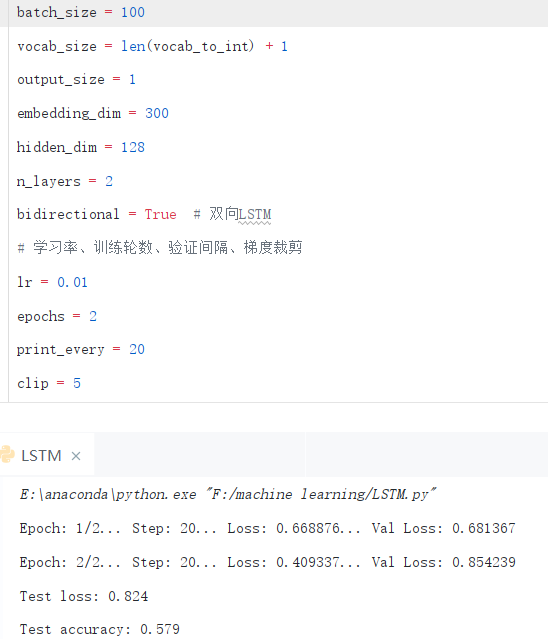 batch_size = 100
vocab_size = len(vocab_to_int) + 1
output_size = 1
embedding_dim = 300
hidden_dim = 128
n_layers = 2
bidirectional = True  # 双向LSTM
# 学习率、训练轮数、验证间隔、梯度裁剪
lr = 0.01
epochs = 2
print_every = 20
clip = 5
LSTM ×
E:\anaconda\python.exe "F:/machine learning/LSTM.py"
Epoch: 1/2... Step: 20... Loss: 0.668876... Val Loss: 0.681367
Epoch: 2/2... Step: 20... Loss: 0.409337... Val Loss: 0.854239
Test loss: 0.824
Test accuracy: 0.579